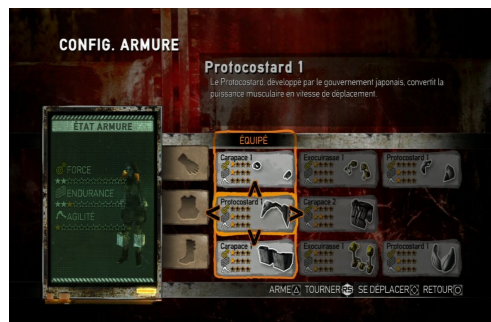 CONFIG. ARMURE
Protocostard 1
Le Protocostard, développé par le gouvernement japonais, convertit la
puissance musculaire en vitesse de déplacement.
ÉTAT ARMURE
FORCE
ENDURANCE
AGILITÉ
ÉQUIPÉ
Carapace 1
Exocuirasse 1
Protocostard 1
Protocostard 1
Carapace 2
Carapace 1
Exocuirasse 1
Protocostard 1
ARME TOURNER RS SE DÉPLACER RETOUR